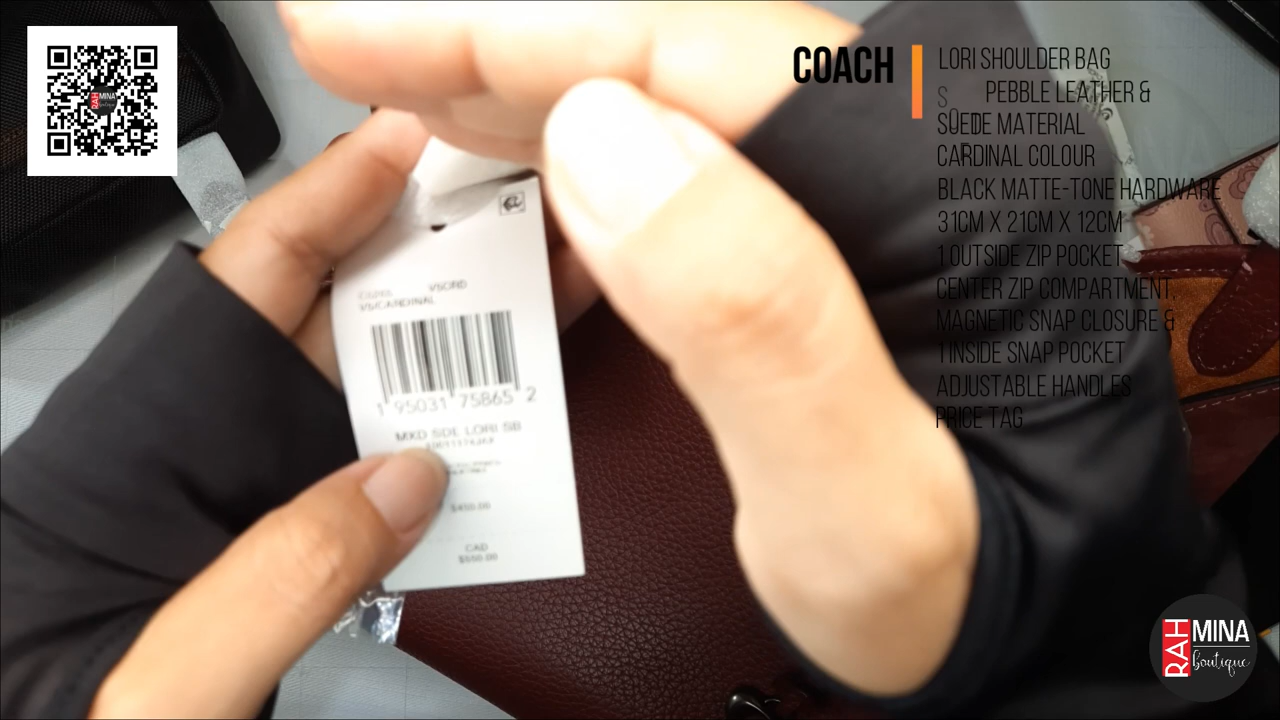 COACH
LORI SHOULDER BAG
PEBBLE LEATHER &
SUEDE MATERIAL
CARDINAL COLOUR
BLACK MATTE-TONE HARDWARE
31CM X 21CM X 12CM
1 OUTSIDE ZIP POCKET
CENTER ZIP COMPARTMENT,
MAGNETIC SNAP CLOSURE &
1 INSIDE SNAP POCKET
ADJUSTABLE HANDLES
PRICE TAG
V5/CARDINAL
1 95031 75865 2
MXD SDE LORI SB
$450.00
CAD
$550.00
RAH MINA
boutique